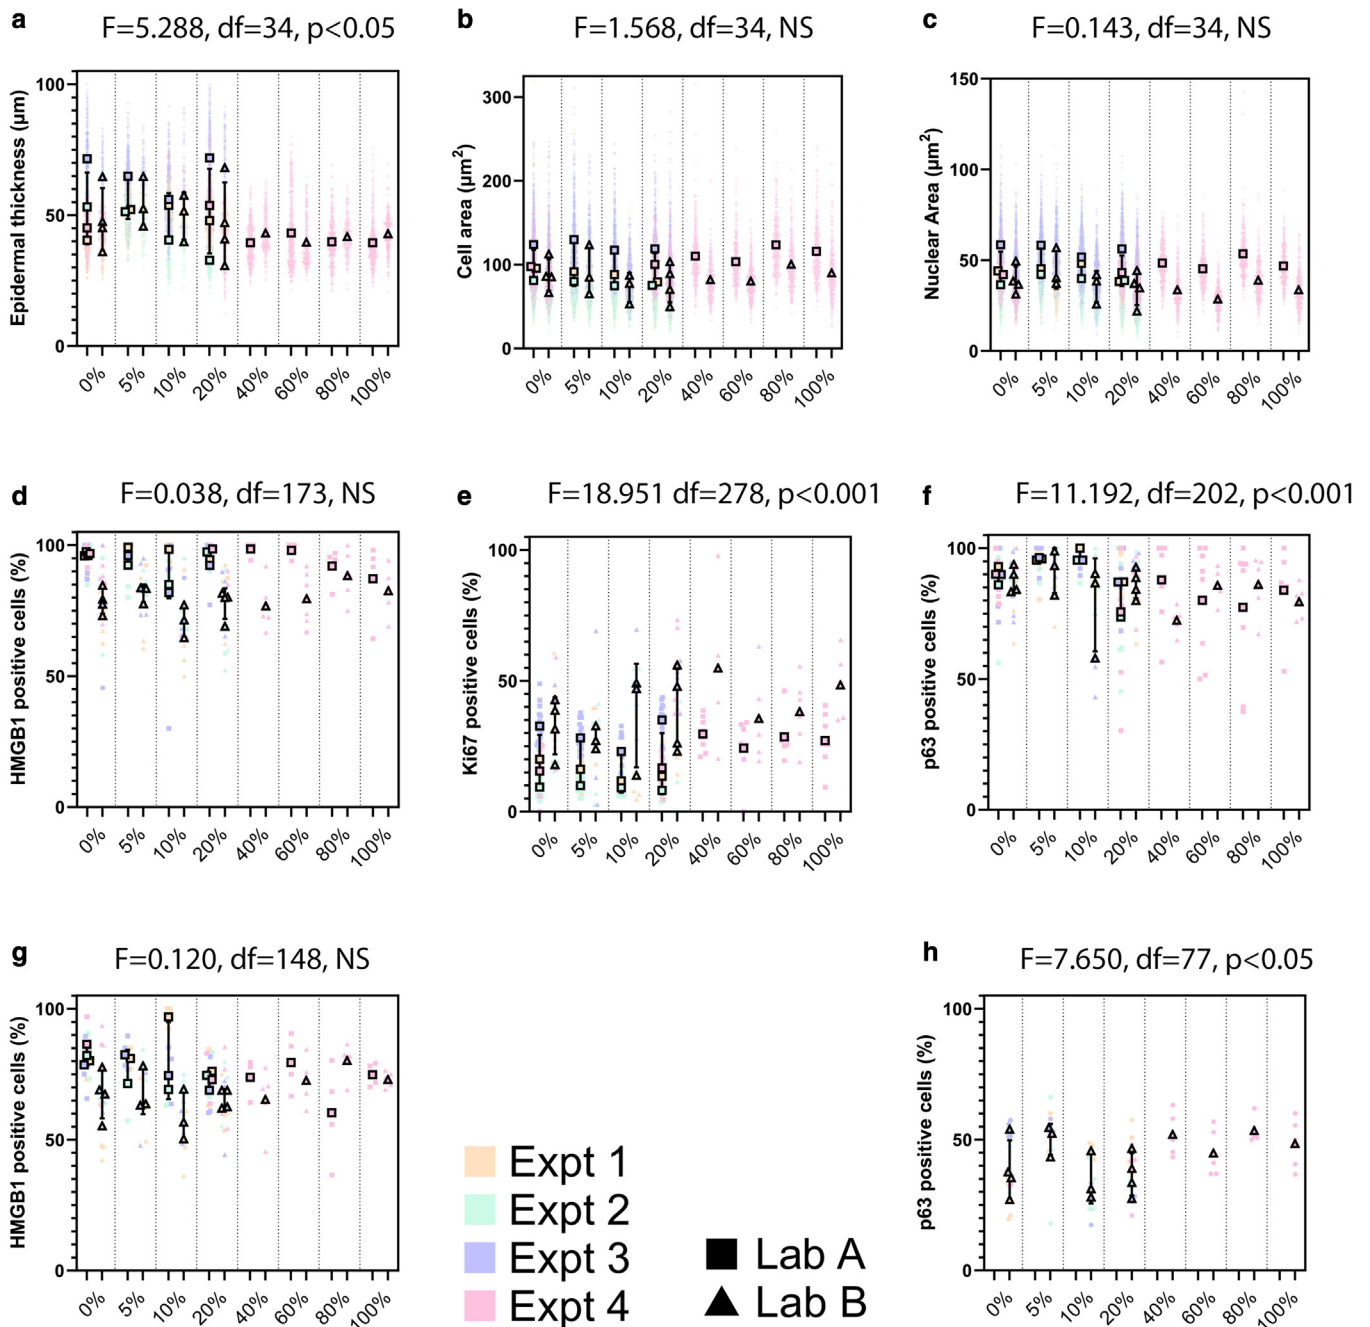 a
F=5.288, df=34, p<0.05
Epidermal thickness (µm)
100
50
0
0% 5% 10% 20% 40% 60% 80% 100%
b
F=1.568, df=34, NS
Cell area (µm²)
300
200
100
0
0% 5% 10% 20% 40% 60% 80% 100%
c
F=0.143, df=34, NS
Nuclear Area (µm²)
150
100
50
0
0% 5% 10% 20% 40% 60% 80% 100%
d
F=0.038, df=173, NS
HMGB1 positive cells (%)
100
50
0
0% 5% 10% 20% 40% 60% 80% 100%
e
F=18.951 df=278, p<0.001
Ki67 positive cells (%)
100
50
0
0% 5% 10% 20% 40% 60% 80% 100%
f
F=11.192, df=202, p<0.001
p63 positive cells (%)
100
50
0
0% 5% 10% 20% 40% 60% 80% 100%
g
F=0.120, df=148, NS
HMGB1 positive cells (%)
100
50
0
0% 5% 10% 20% 40% 60% 80% 100%
Expt 1
Expt 2
Expt 3
Expt 4
Lab A
Lab B
h
F=7.650, df=77, p<0.05
p63 positive cells (%)
100
50
0
0% 5% 10% 20% 40% 60% 80% 100%